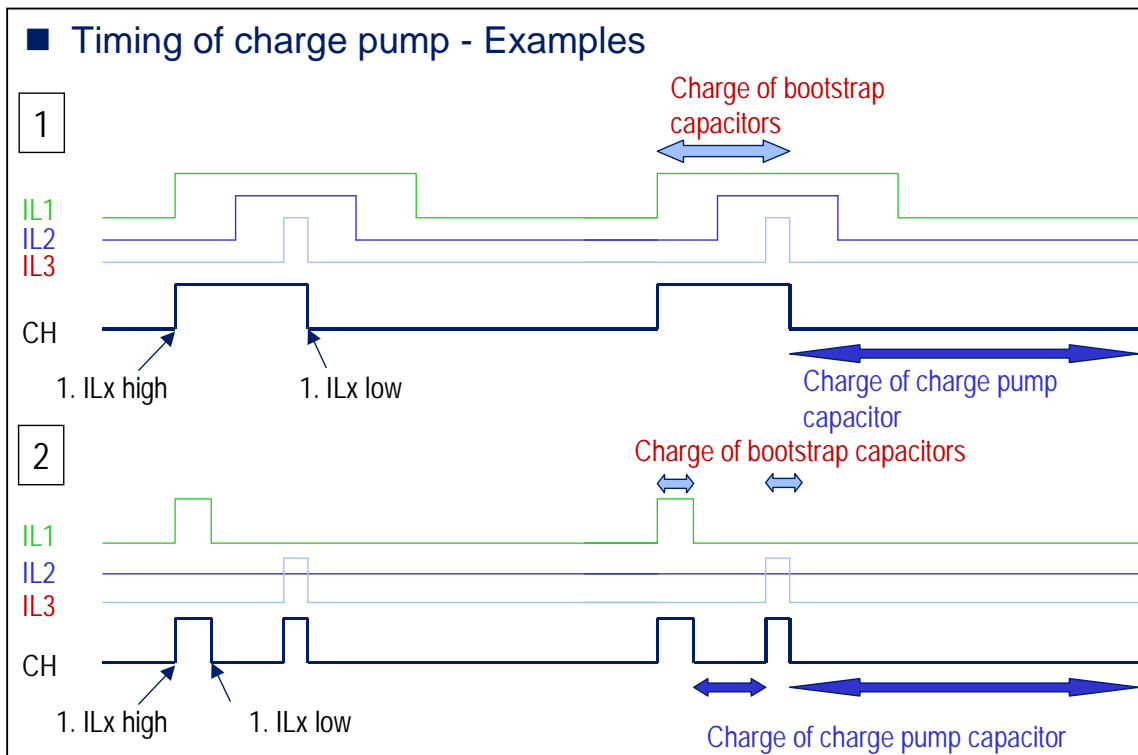 Timing of charge pump - Examples
1
Charge of bootstrap
capacitors
IL1
IL2
IL3
CH
1. ILx high
1. ILx low
Charge of charge pump
capacitor
2
Charge of bootstrap capacitors
IL1
IL2
IL3
CH
1. ILx high
1. ILx low
Charge of charge pump capacitor